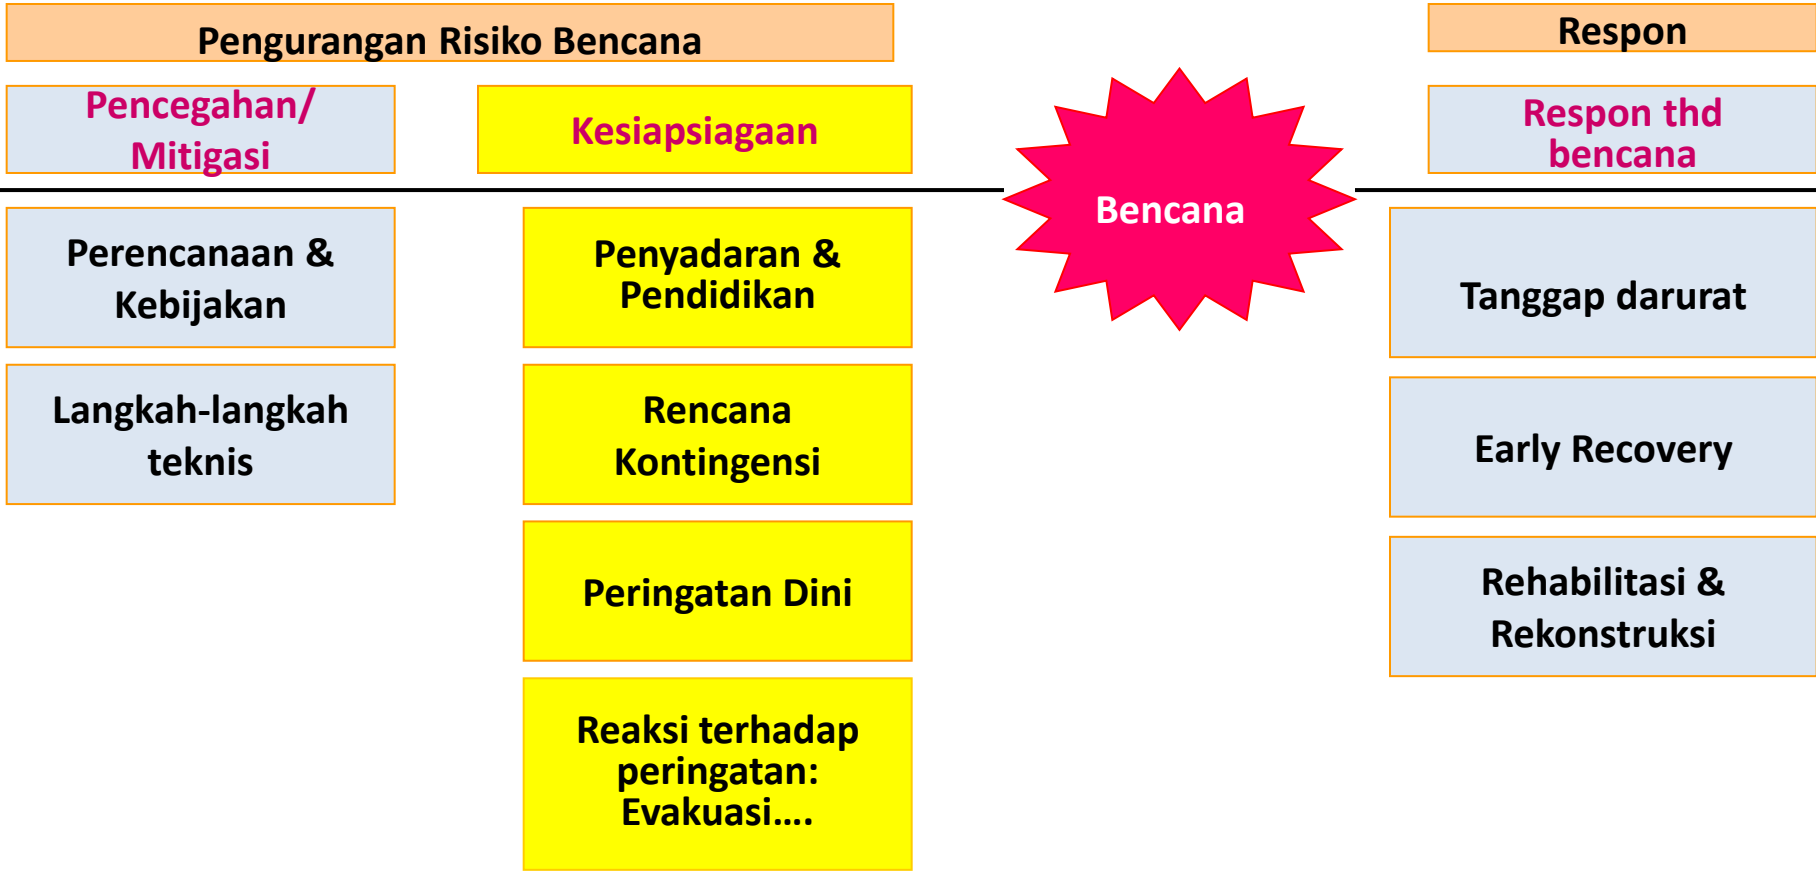 Pengurangan Risiko Bencana
Respon
Pencegahan/
Mitigasi
Kesiapsiagaan
Respon thd
bencana
Bencana
Perencanaan &
Kebijakan
Langkah-langkah
teknis
Penyadaran &
Pendidikan
Rencana
Kontingensi
Peringatan Dini
Reaksi terhadap
peringatan:
Evakuasi....
Tanggap darurat
Early Recovery
Rehabilitasi &
Rekonstruksi